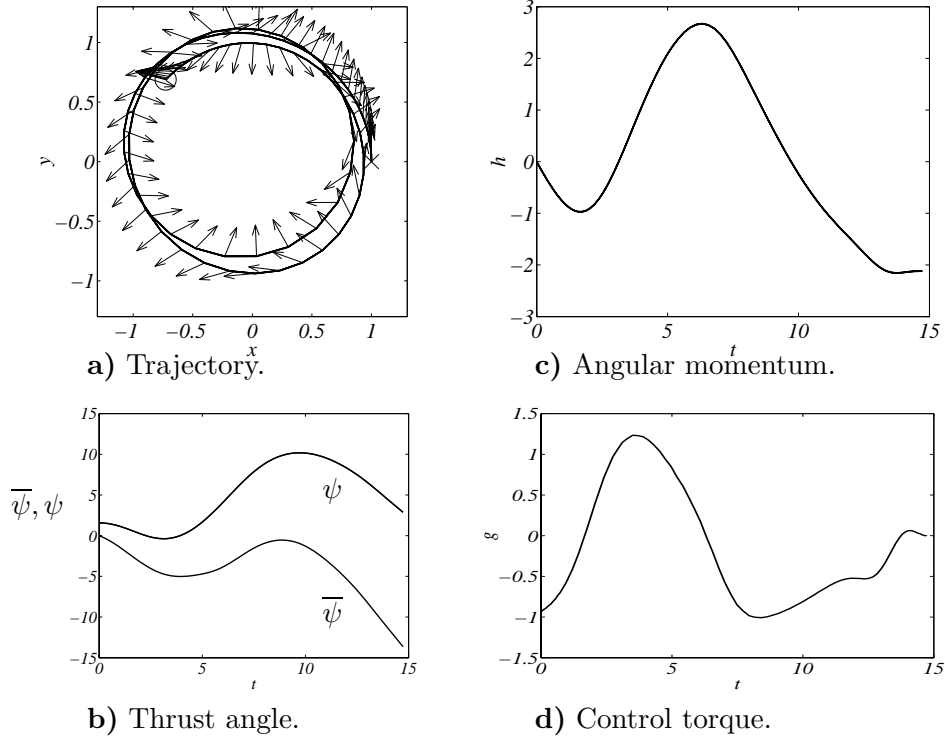 1
0.5
0
−0.5
−1
y
−1 −0.5 0 0.5 1
x
a) Trajectory.
3
2
1
0
−1
−2
−3
h
0 5 10 15
t
c) Angular momentum.
15
10
5
0
−5
−10
−15
ψ̅, ψ
ψ
ψ̅
0 5 10 15
t
b) Thrust angle.
1.5
1
0.5
0
−0.5
−1
−1.5
g
0 5 10 15
t
d) Control torque.